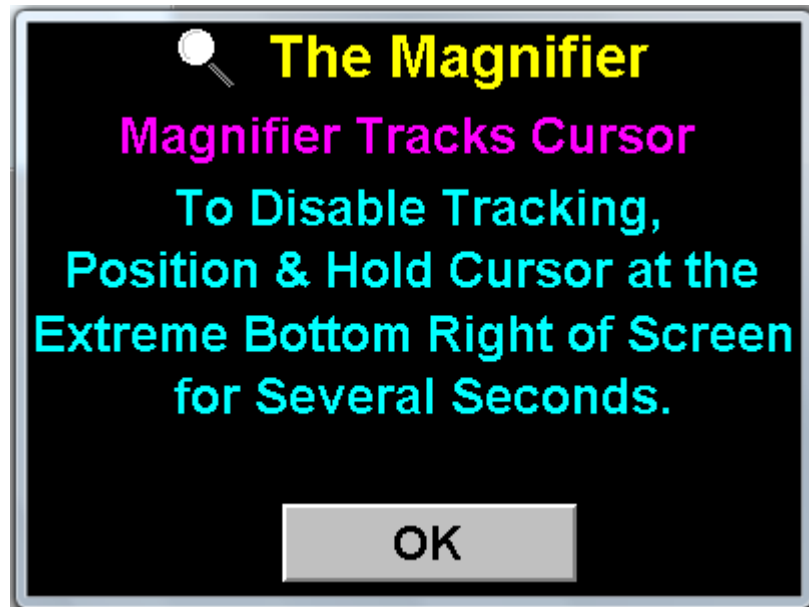 The Magnifier
Magnifier Tracks Cursor
To Disable Tracking,
Position & Hold Cursor at the
Extreme Bottom Right of Screen
for Several Seconds.
OK